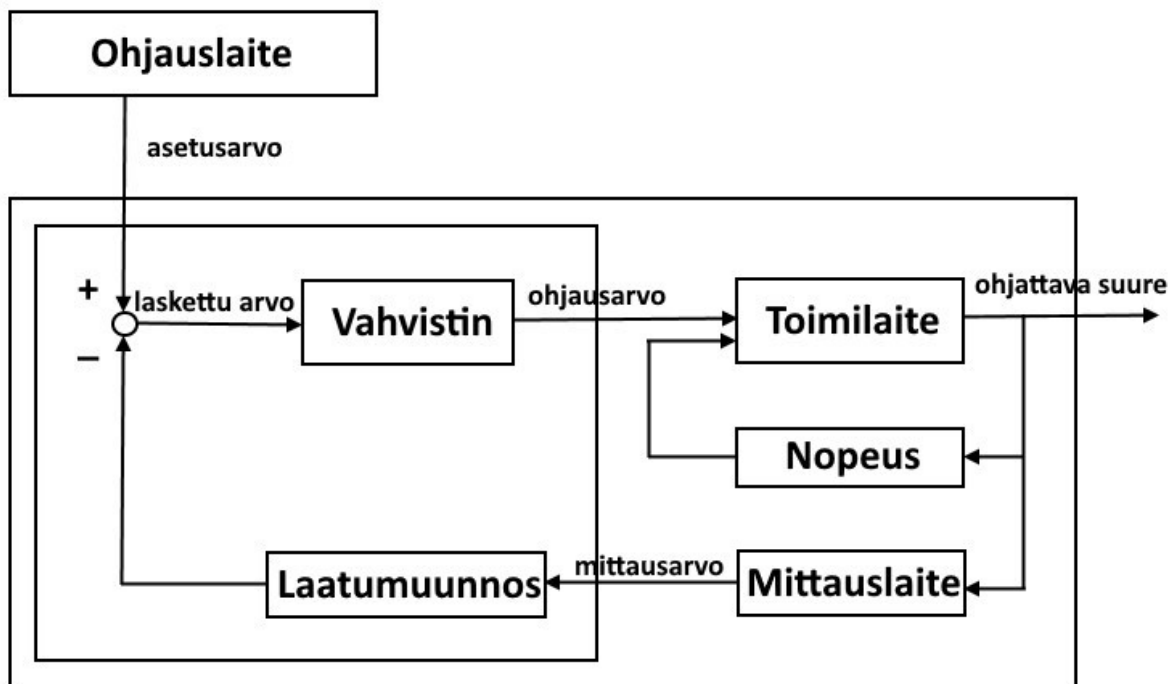 Ohjauslaite
asetusarvo
+
laskettu arvo
Vahvistin
ohjausarvo
Toimilaite
ohjattava suure
–
Nopeus
Laatumuunnos
mittausarvo
Mittauslaite